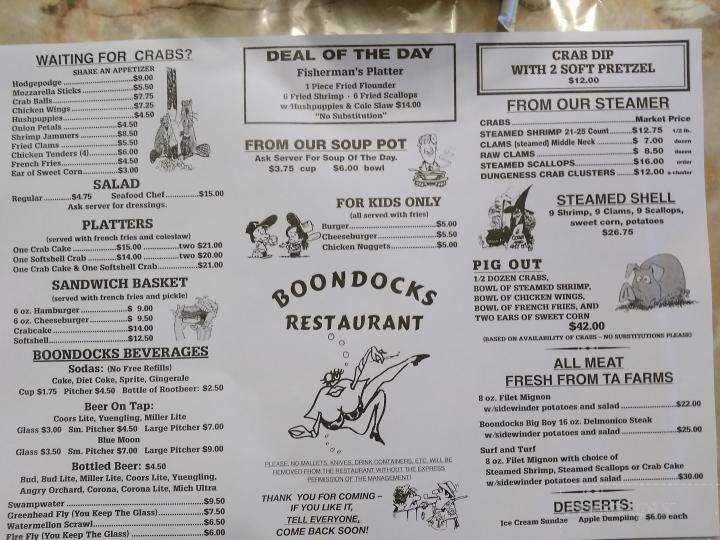 WAITING FOR CRABS?
SHARE AN APPETIZER
Hodgepodge $9.00
Mozzarella Sticks $5.50
Crab Balls $7.75
Chicken Wings $7.25
Hushpuppies $4.50
Onion Petals $4.50
Shrimp Jammers $8.50
Fried Clams $5.50
Chicken Tenders (4) $6.00
French Fries $4.50
Ear of Sweet Corn $3.00
SALAD
Regular $4.75 Seafood Chef $15.00
Ask server for dressings.
PLATTERS
(served with french fries and coleslaw)
One Crab Cake $15.00 two $21.00
One Softshell Crab $14.00 two $20.00
One Crab Cake & One Softshell Crab $21.00
SANDWICH BASKET
(served with french fries and pickle)
6 oz. Hamburger $ 9.00
6 oz. Cheeseburger $ 9.50
Crabcake $14.00
Softshell $12.50
BOONDOCKS BEVERAGES
Sodas: (No Free Refills)
Coke, Diet Coke, Sprite, Gingerale
Cup $1.75 Pitcher $4.50 Bottle of Rootbeer: $2.50
Beer On Tap:
Coors Lite, Yuengling, Miller Lite
Glass $3.00 Sm. Pitcher $4.50 Large Pitcher $7.00
Blue Moon
Glass $3.50 Sm. Pitcher $7.00 Large Pitcher $9.00
Bottled Beer: $4.50
Bud, Bud Lite, Miller Lite, Coors Lite, Yuengling,
Angry Orchard, Corona, Corona Lite, Mich Ultra
Swampwater $9.50
Greenhead Fly (You Keep The Glass) $7.50
Watermellon Scrawl $6.50
Fire Fly (You Keep The Glass) $6.00
DEAL OF THE DAY
Fisherman's Platter
1 Piece Fried Flounder
6 Fried Shrimp · 6 Fried Scallops
w/Hushpuppies & Cole Slaw $14.00
"No Substitution"
FROM OUR SOUP POT
Ask Server For Soup Of The Day.
$3.75 cup $6.00 bowl
FOR KIDS ONLY
(all served with fries)
Burger $5.00
Cheeseburger $5.50
Chicken Nuggets $5.00
BOONDOCKS
RESTAURANT
PLEASE, NO MALLETS, KNIVES, DRINK CONTAINERS, ETC. WILL BE
REMOVED FROM THE RESTAURANT WITHOUT THE EXPRESS
PERMISSION OF THE MANAGEMENT!
THANK YOU FOR COMING –
IF YOU LIKE IT,
TELL EVERYONE,
COME BACK SOON!
CRAB DIP
WITH 2 SOFT PRETZEL
$12.00
FROM OUR STEAMER
CRABS Market Price
STEAMED SHRIMP 21-25 Count $12.75 1/2 lb.
CLAMS (steamed) Middle Neck $ 7.00 dozen
RAW CLAMS $ 8.50 dozen
STEAMED SCALLOPS $16.00 order
DUNGENESS CRAB CLUSTERS $12.00 a cluster
STEAMED SHELL
9 Shrimp, 9 Clams, 9 Scallops,
sweet corn, potatoes
$26.75
PIG OUT
1/2 DOZEN CRABS,
BOWL OF STEAMED SHRIMP,
BOWL OF CHICKEN WINGS,
BOWL OF FRENCH FRIES, AND
TWO EARS OF SWEET CORN
$42.00
(BASED ON AVAILABILITY OF CRABS – NO SUBSTITUTIONS PLEASE)
ALL MEAT
FRESH FROM TA FARMS
8 oz. Filet Mignon
w/sidewinder potatoes and salad $22.00
Boondocks Big Boy 16 oz. Delmonico Steak
w/sidewinder potatoes and salad $25.00
Surf and Turf
8 oz. Filet Mignon with choice of
Steamed Shrimp, Steamed Scallops or Crab Cake
w/sidewinder potatoes and salad $30.00
DESSERTS:
Ice Cream Sundae Apple Dumpling $6.00 each